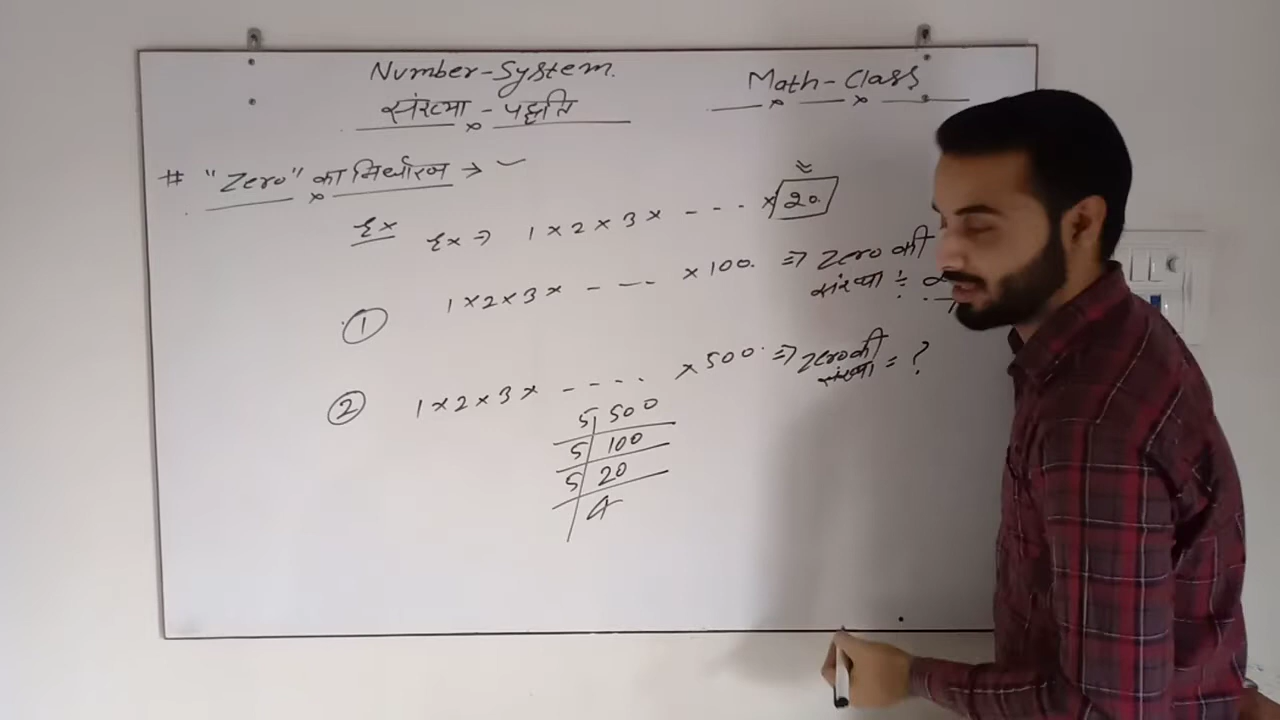 Number-System.
संख्या - पद्धति
Math-Class
# "Zero" का निर्धारण →
Ex
Ex ⇒ 1×2×3× - - - - ×20.
① 1×2×3× - - - - ×100. ⇒ zero की
संख्या ÷
② 1×2×3× - - - - ×500. ⇒ zero की
संख्या = ?
5 500
5 100
5 20
4